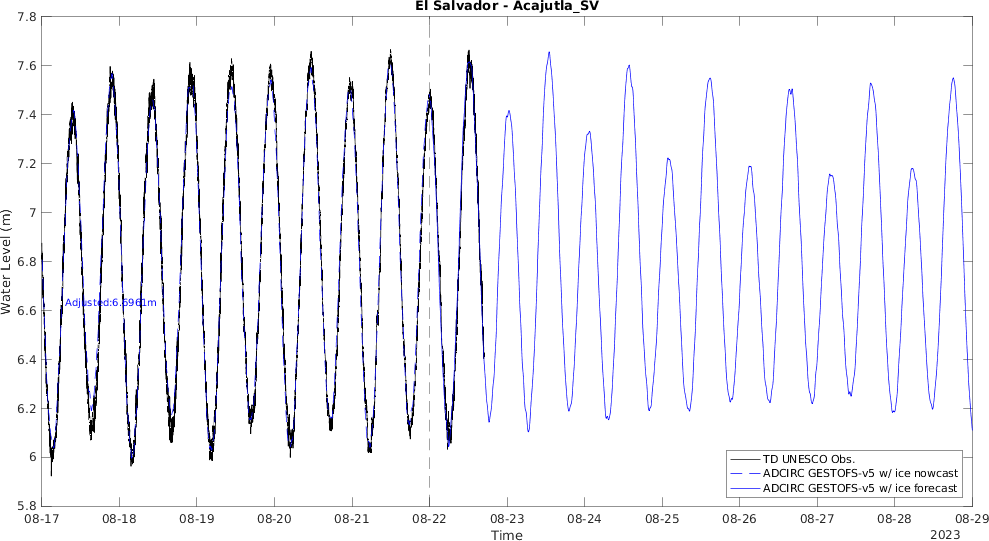 El Salvador - Acajutla_SV
Water Level (m)
7.8
7.6
7.4
7.2
7
6.8
6.6
6.4
6.2
6
5.8
Adjusted:6.6961m
TD UNESCO Obs.
ADCIRC GESTOFS-v5 w/ ice nowcast
ADCIRC GESTOFS-v5 w/ ice forecast
08-17 08-18 08-19 08-20 08-21 08-22 08-23 08-24 08-25 08-26 08-27 08-28 08-29
Time
2023